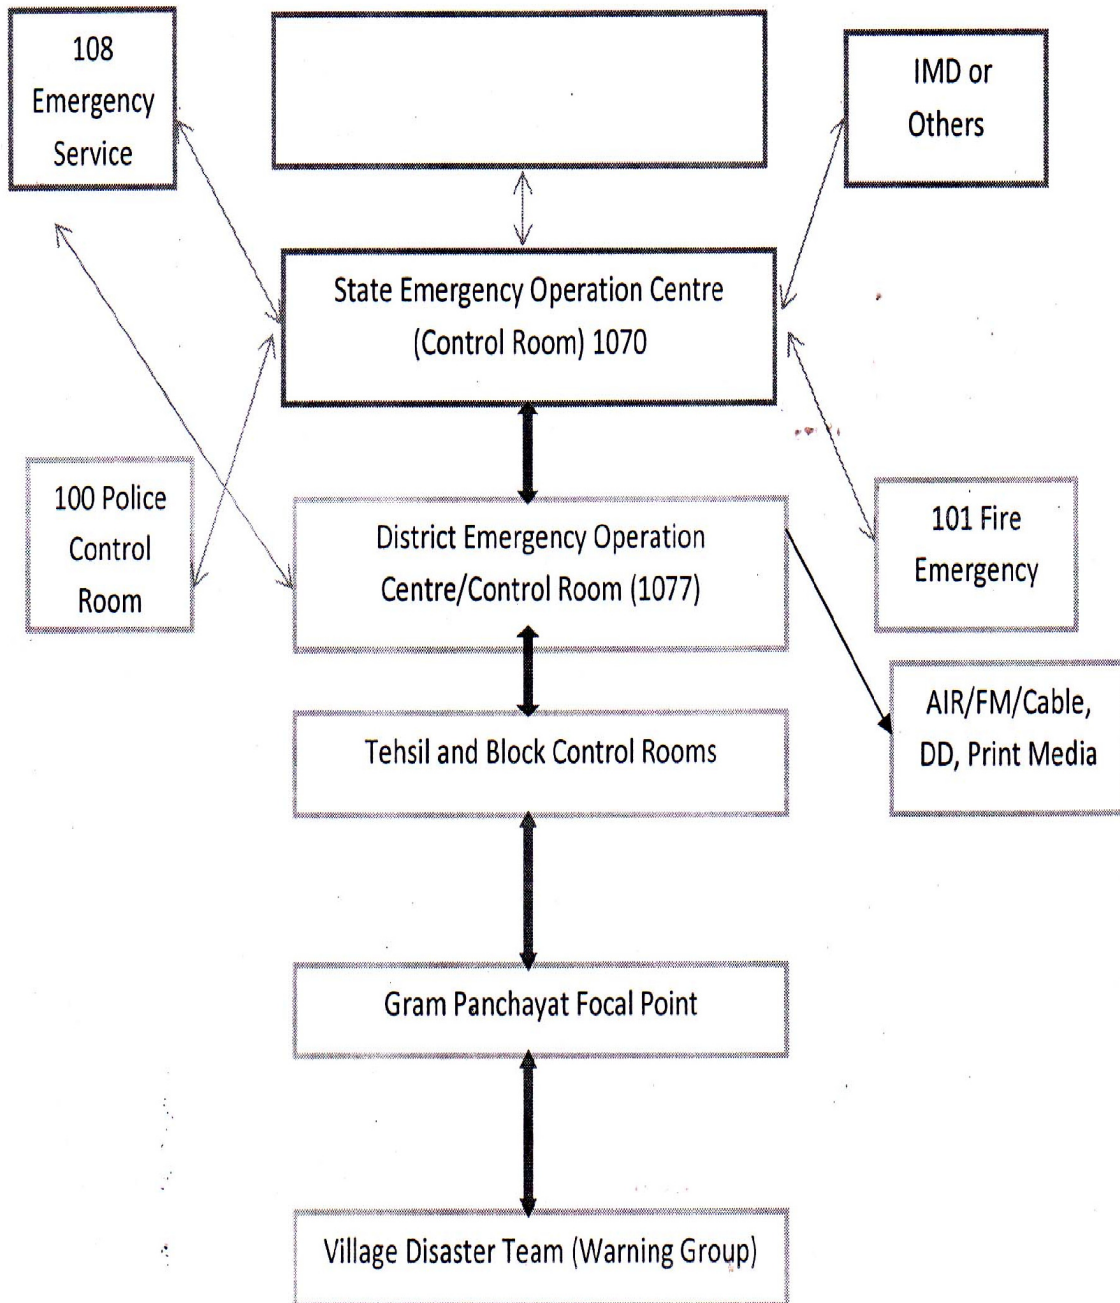 108
Emergency
Service
IMD or
Others
State Emergency Operation Centre
(Control Room) 1070
100 Police
Control
Room
District Emergency Operation
Centre/Control Room (1077)
101 Fire
Emergency
AIR/FM/Cable,
DD, Print Media
Tehsil and Block Control Rooms
Gram Panchayat Focal Point
Village Disaster Team (Warning Group)